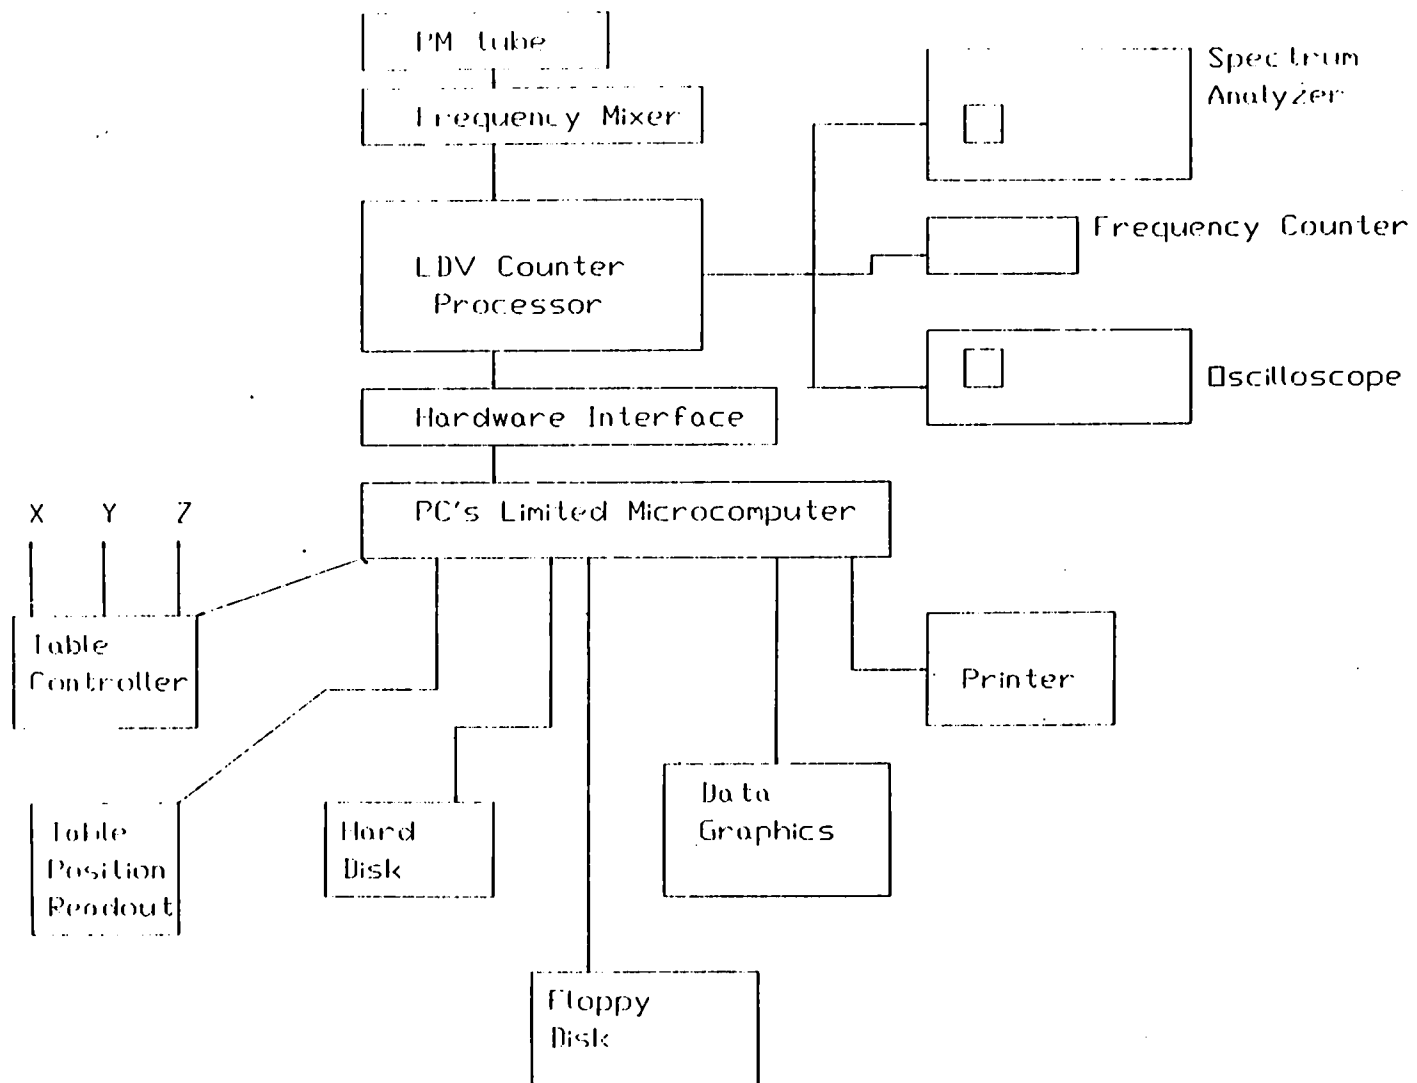 PM tube
Spectrum
Analyzer
Frequency Mixer
Frequency Counter
LDV Counter
Processor
Oscilloscope
Hardware Interface
PC's Limited Microcomputer
X Y Z
Table
Controller
Printer
Data
Graphics
Table
Position
Readout
Hard
Disk
Floppy
Disk